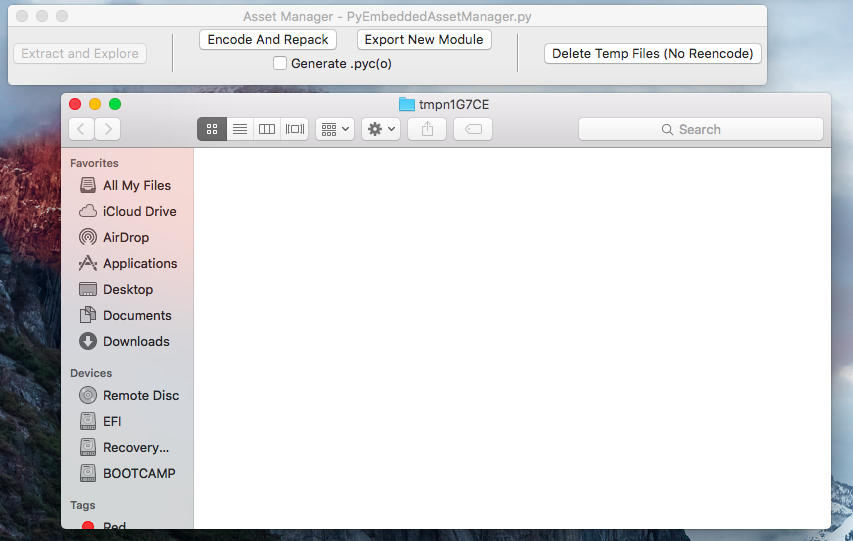 Asset Manager - PyEmbeddedAssetManager.py
Extract and Explore
Encode And Repack
Export New Module
Generate .pyc(o)
Delete Temp Files (No Reencode)
tmpn1G7CE
Search
Favorites
All My Files
iCloud Drive
AirDrop
Applications
Desktop
Documents
Downloads
Devices
Remote Disc
EFI
Recovery...
BOOTCAMP
Tags
Red